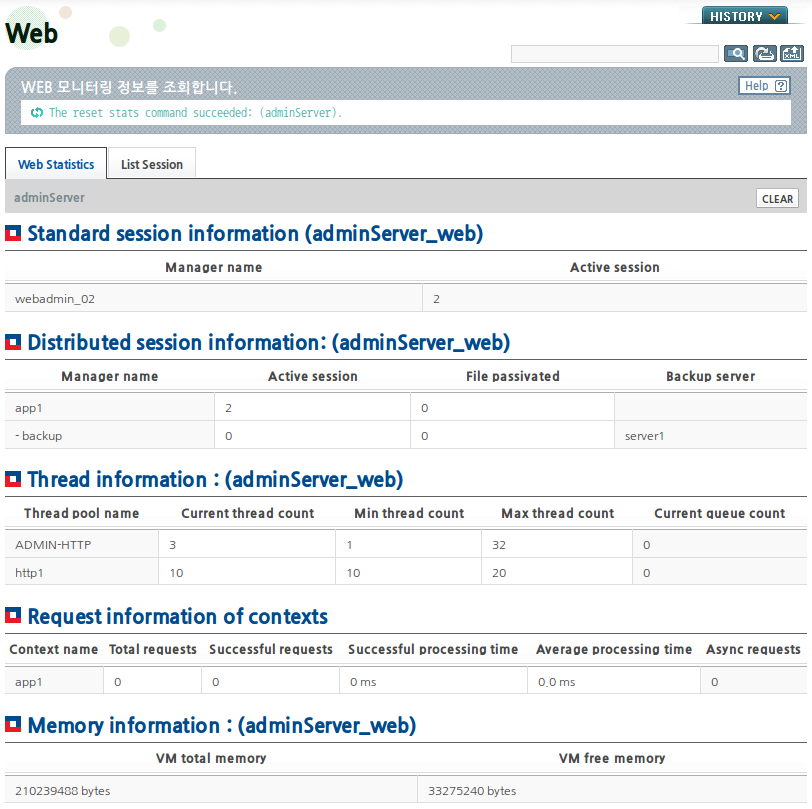 Web
HISTORY
WEB 모니터링 정보를 조회합니다.
Help
The reset stats command succeeded: (adminServer).
Web Statistics List Session
adminServer CLEAR
Standard session information (adminServer_web)
Manager name Active session
webadmin_02 2
Distributed session information: (adminServer_web)
Manager name Active session File passivated Backup server
app1 2 0
- backup 0 0 server1
Thread information : (adminServer_web)
Thread pool name Current thread count Min thread count Max thread count Current queue count
ADMIN-HTTP 3 1 32 0
http1 10 10 20 0
Request information of contexts
Context name Total requests Successful requests Successful processing time Average processing time Async requests
app1 0 0 0 ms 0.0 ms 0
Memory information : (adminServer_web)
VM total memory VM free memory
210239488 bytes 33275240 bytes